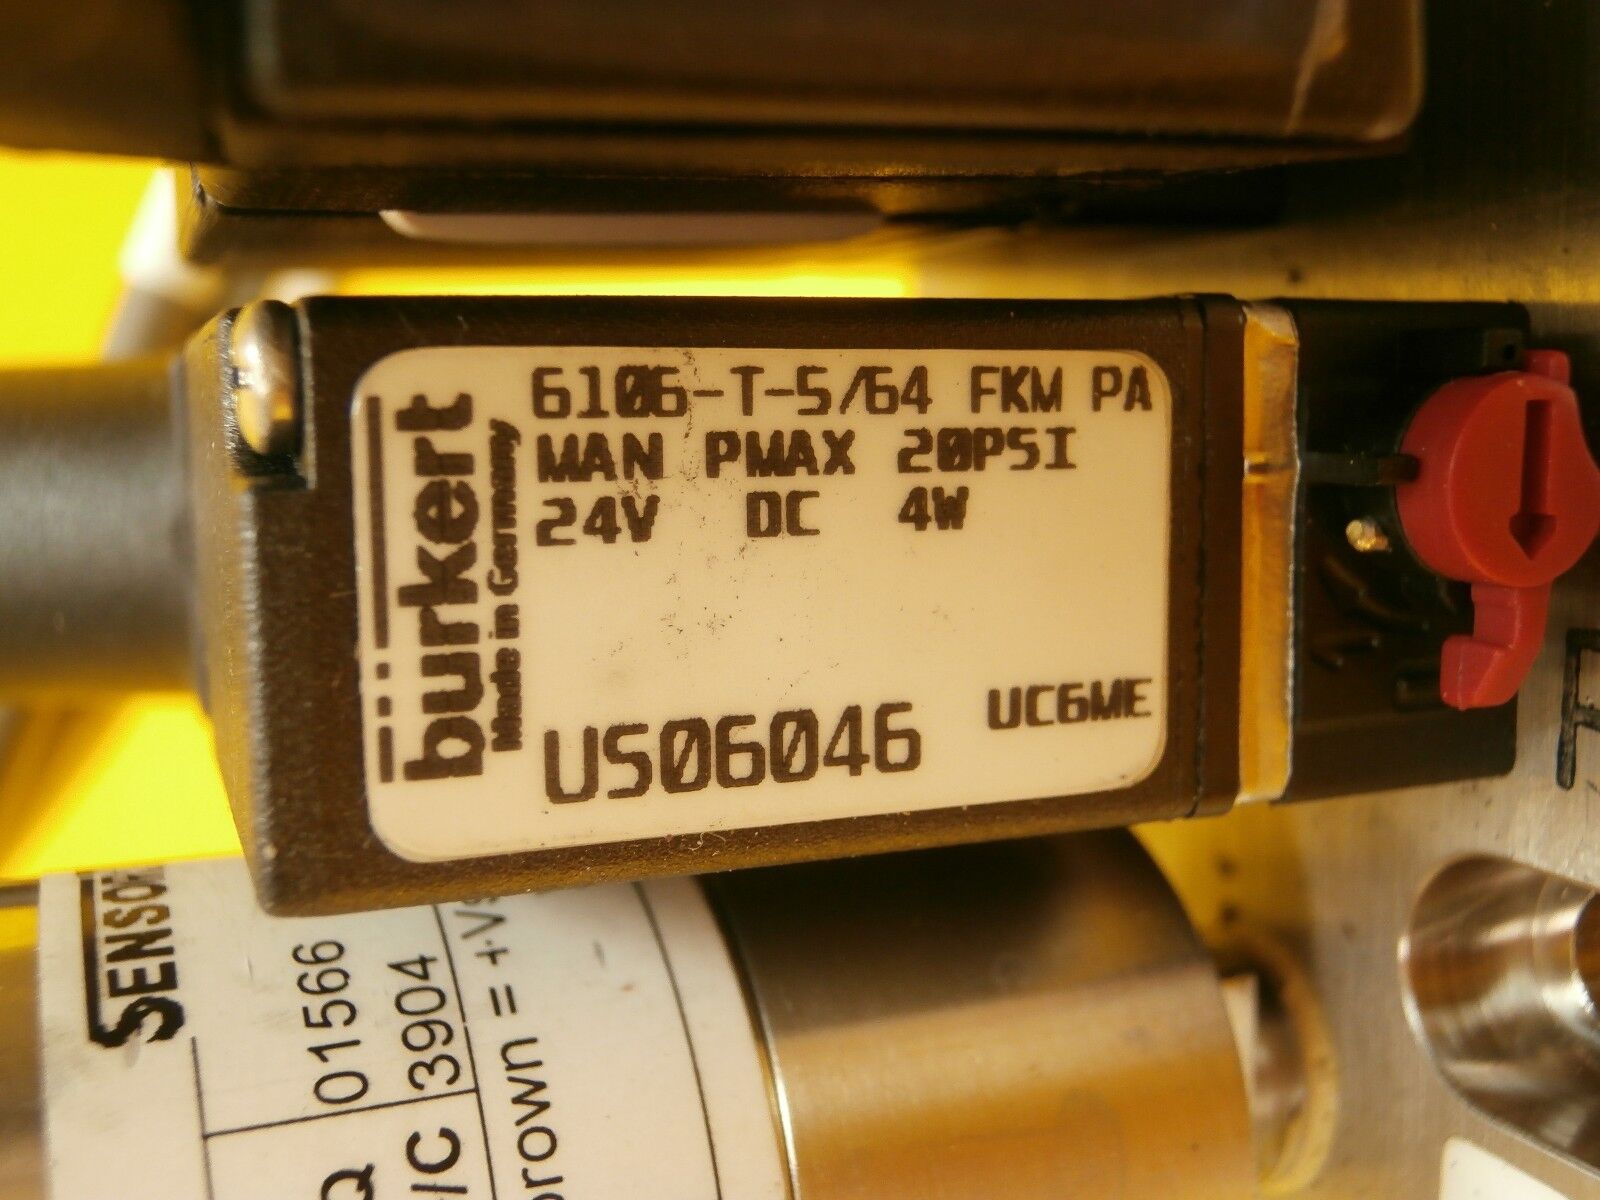 6106-T-5/64 FKM PA
MAN PMAX 20PSI
24V DC 4W
bürkert
Made in Germany
US06046
UC6ME
01566
/C 3904
brown = +Vs